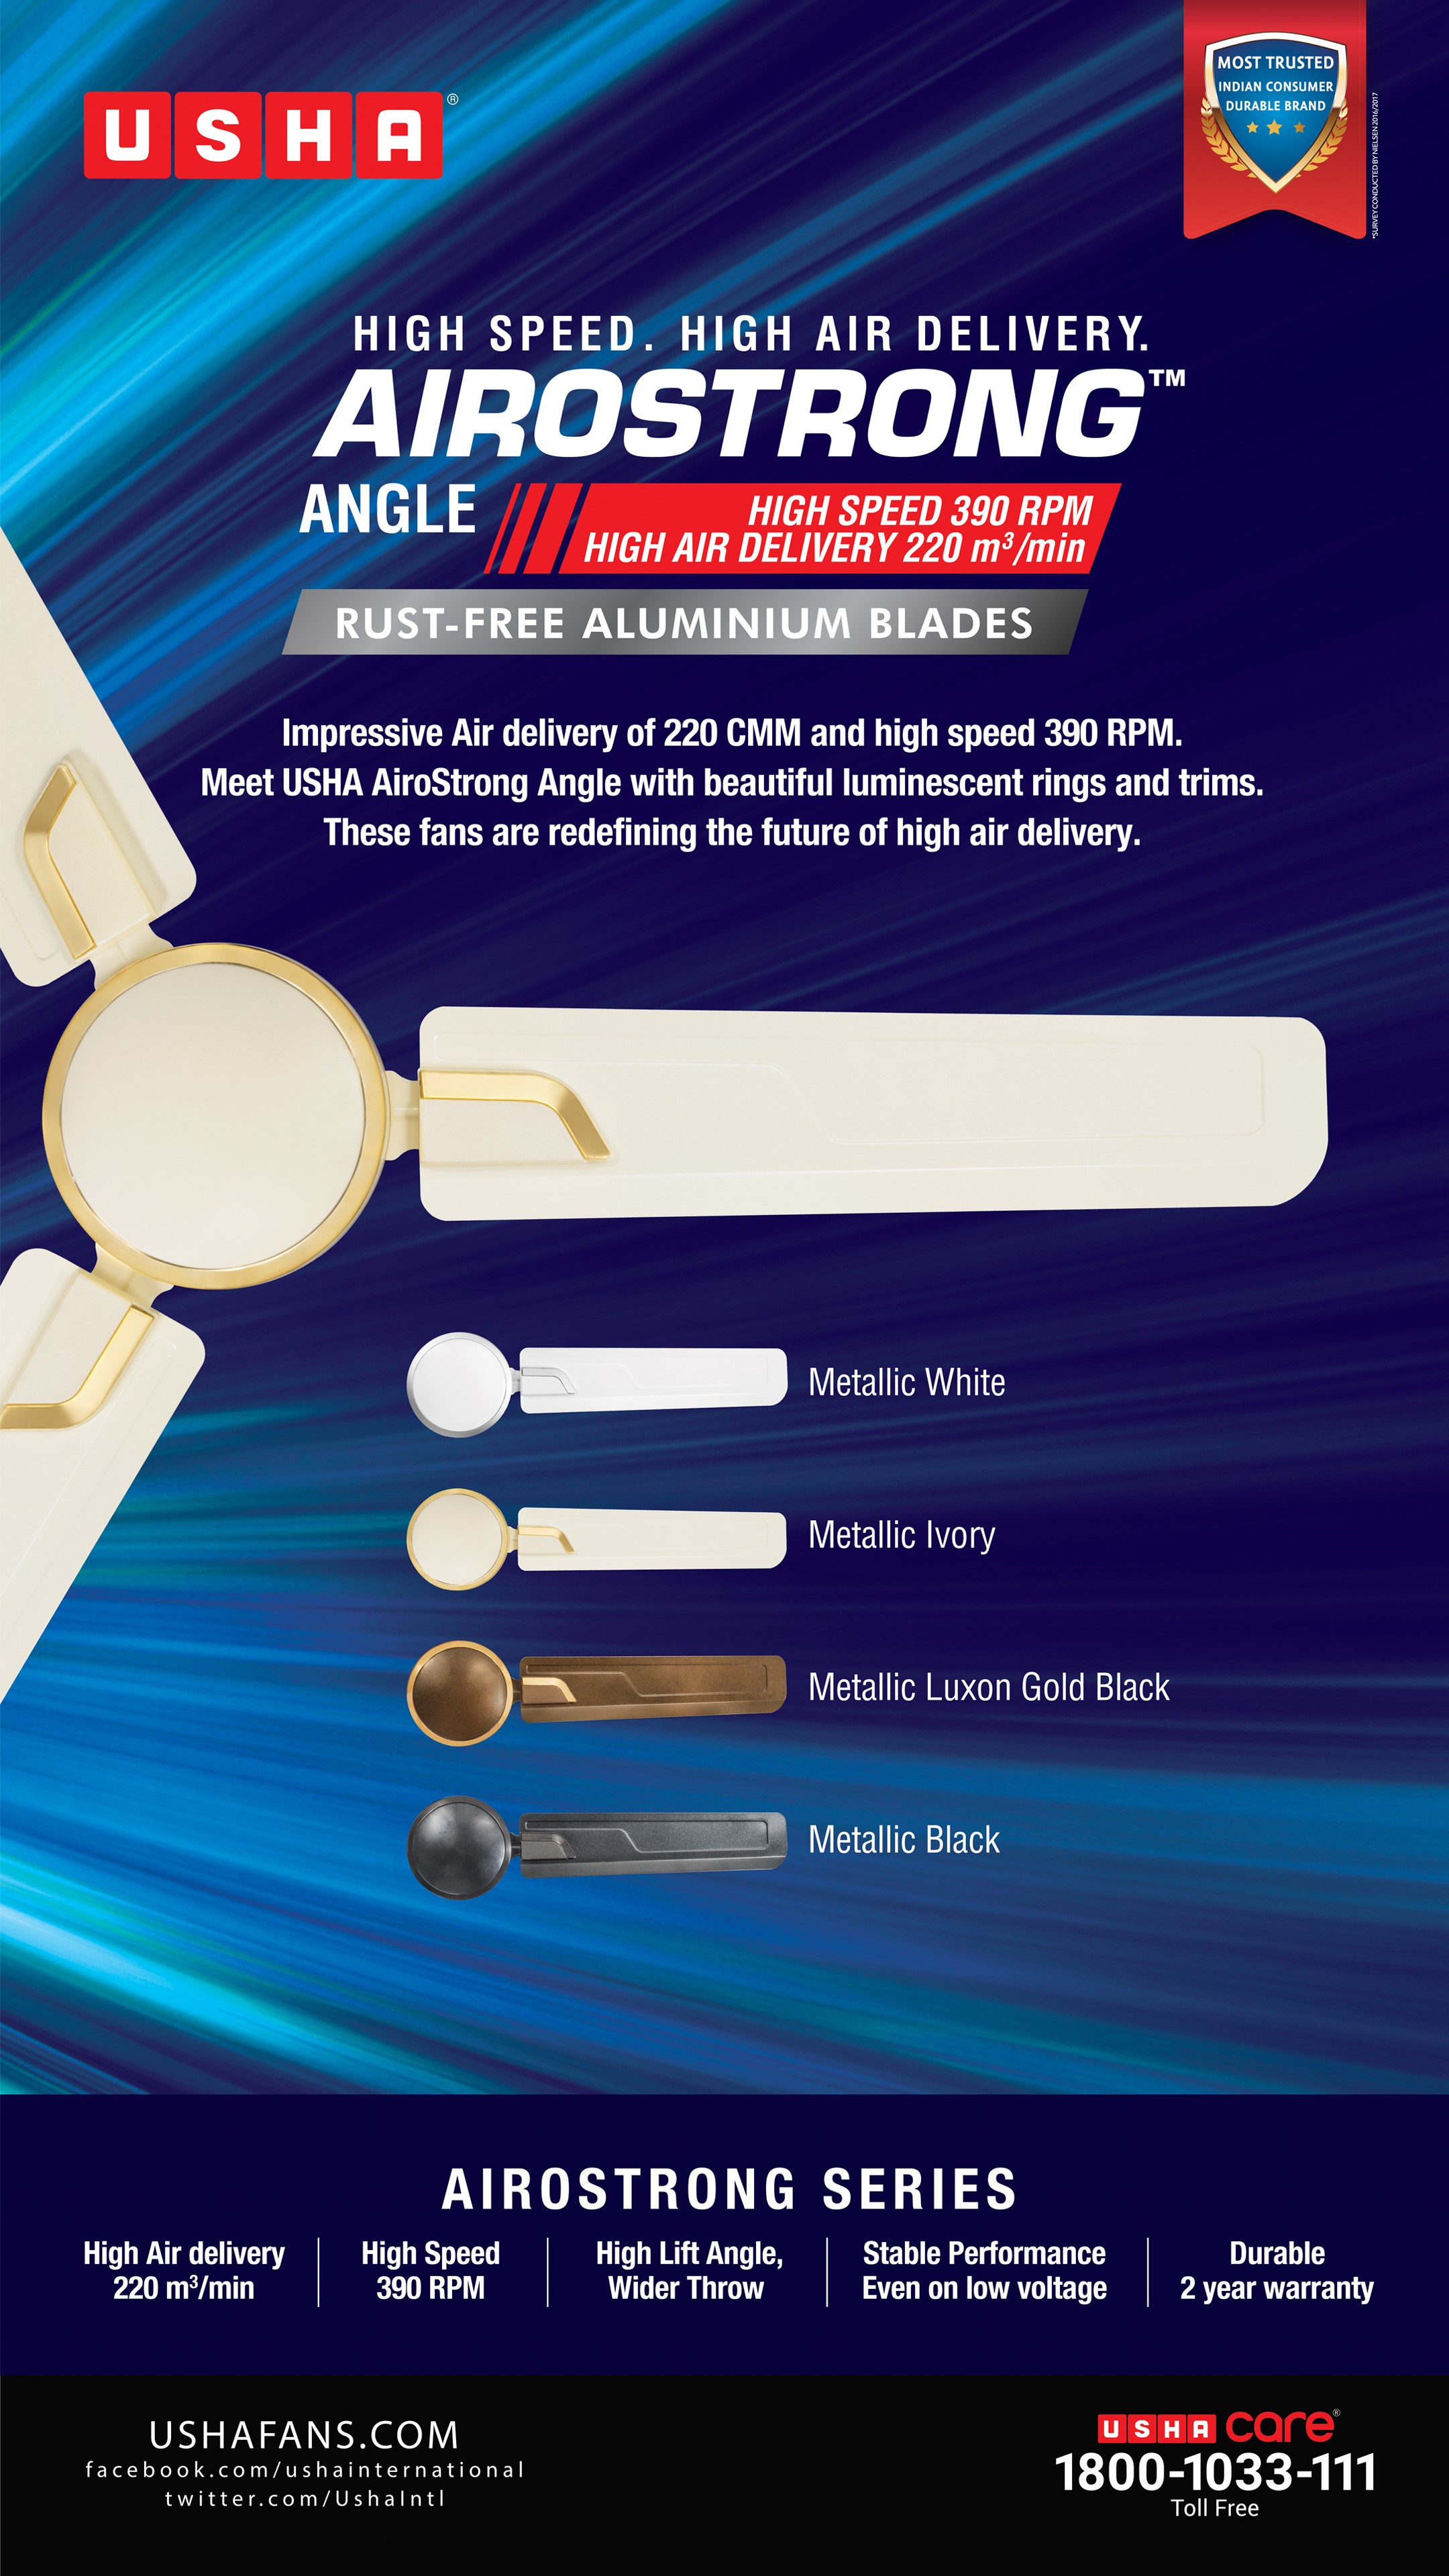 USHA®
MOST TRUSTED
INDIAN CONSUMER
DURABLE BRAND
*SURVEY CONDUCTED BY NIELSEN 2016/2017
HIGH SPEED. HIGH AIR DELIVERY.
AIROSTRONG™
ANGLE
HIGH SPEED 390 RPM
HIGH AIR DELIVERY 220 m³/min
RUST-FREE ALUMINIUM BLADES
Impressive Air delivery of 220 CMM and high speed 390 RPM.
Meet USHA AiroStrong Angle with beautiful luminescent rings and trims.
These fans are redefining the future of high air delivery.
Metallic White
Metallic Ivory
Metallic Luxon Gold Black
Metallic Black
AIROSTRONG SERIES
High Air delivery
220 m³/min
High Speed
390 RPM
High Lift Angle,
Wider Throw
Stable Performance
Even on low voltage
Durable
2 year warranty
USHAFANS.COM
facebook.com/ushainternational
twitter.com/UshaIntl
USHA care®
1800-1033-111
Toll Free